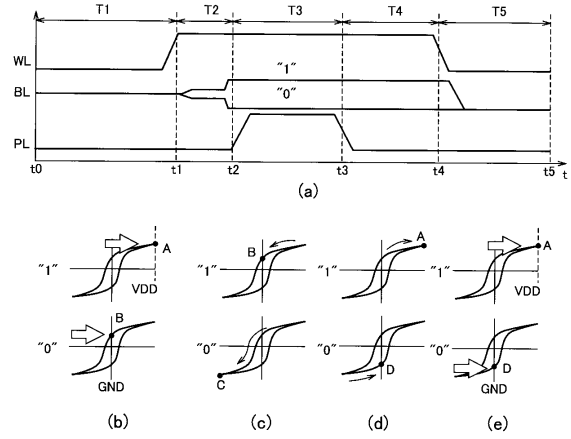 T1 T2 T3 T4 T5
WL
"1"
BL
"0"
PL
t0 t1 t2 t3 t4 t5 t
(a)
A B A A
"1" "1" "1" "1"
VDD VDD
B
"0" "0" "0" "0"
C D D
GND GND
(b) (c) (d) (e)